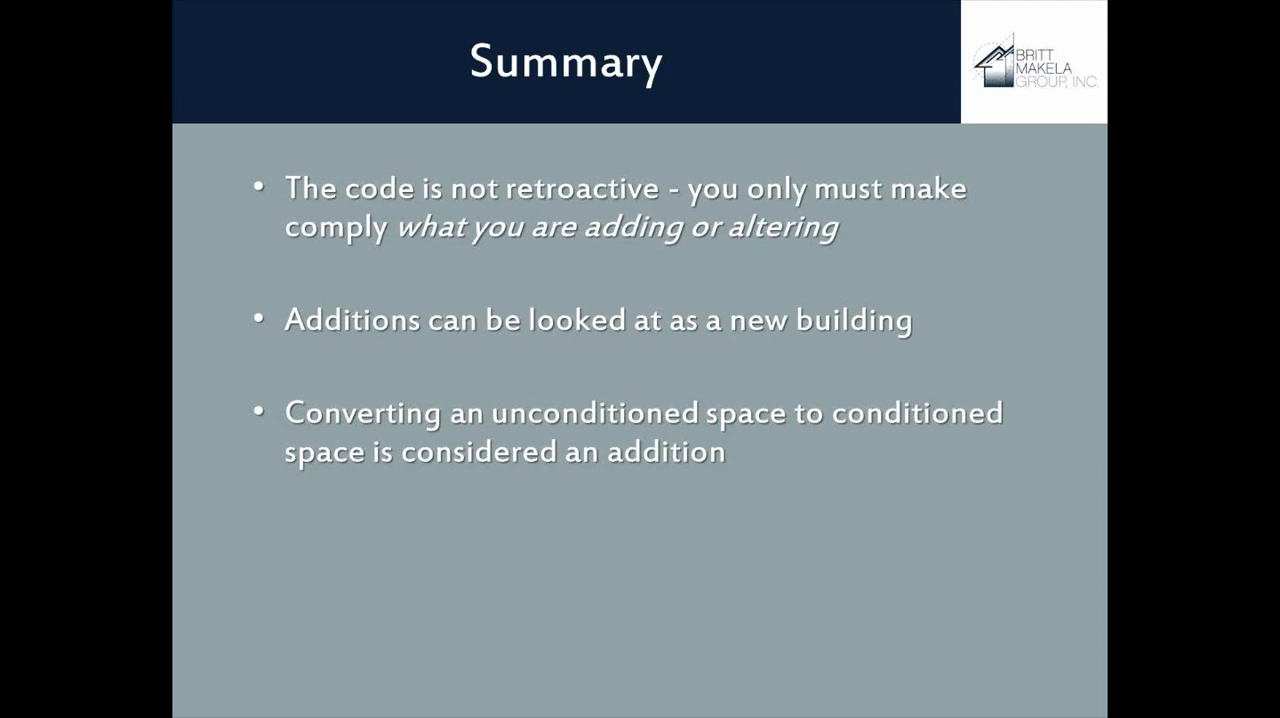 Summary
BRITT
MAKELA
GROUP, INC.
• The code is not retroactive - you only must make
comply what you are adding or altering
• Additions can be looked at as a new building
• Converting an unconditioned space to conditioned
space is considered an addition